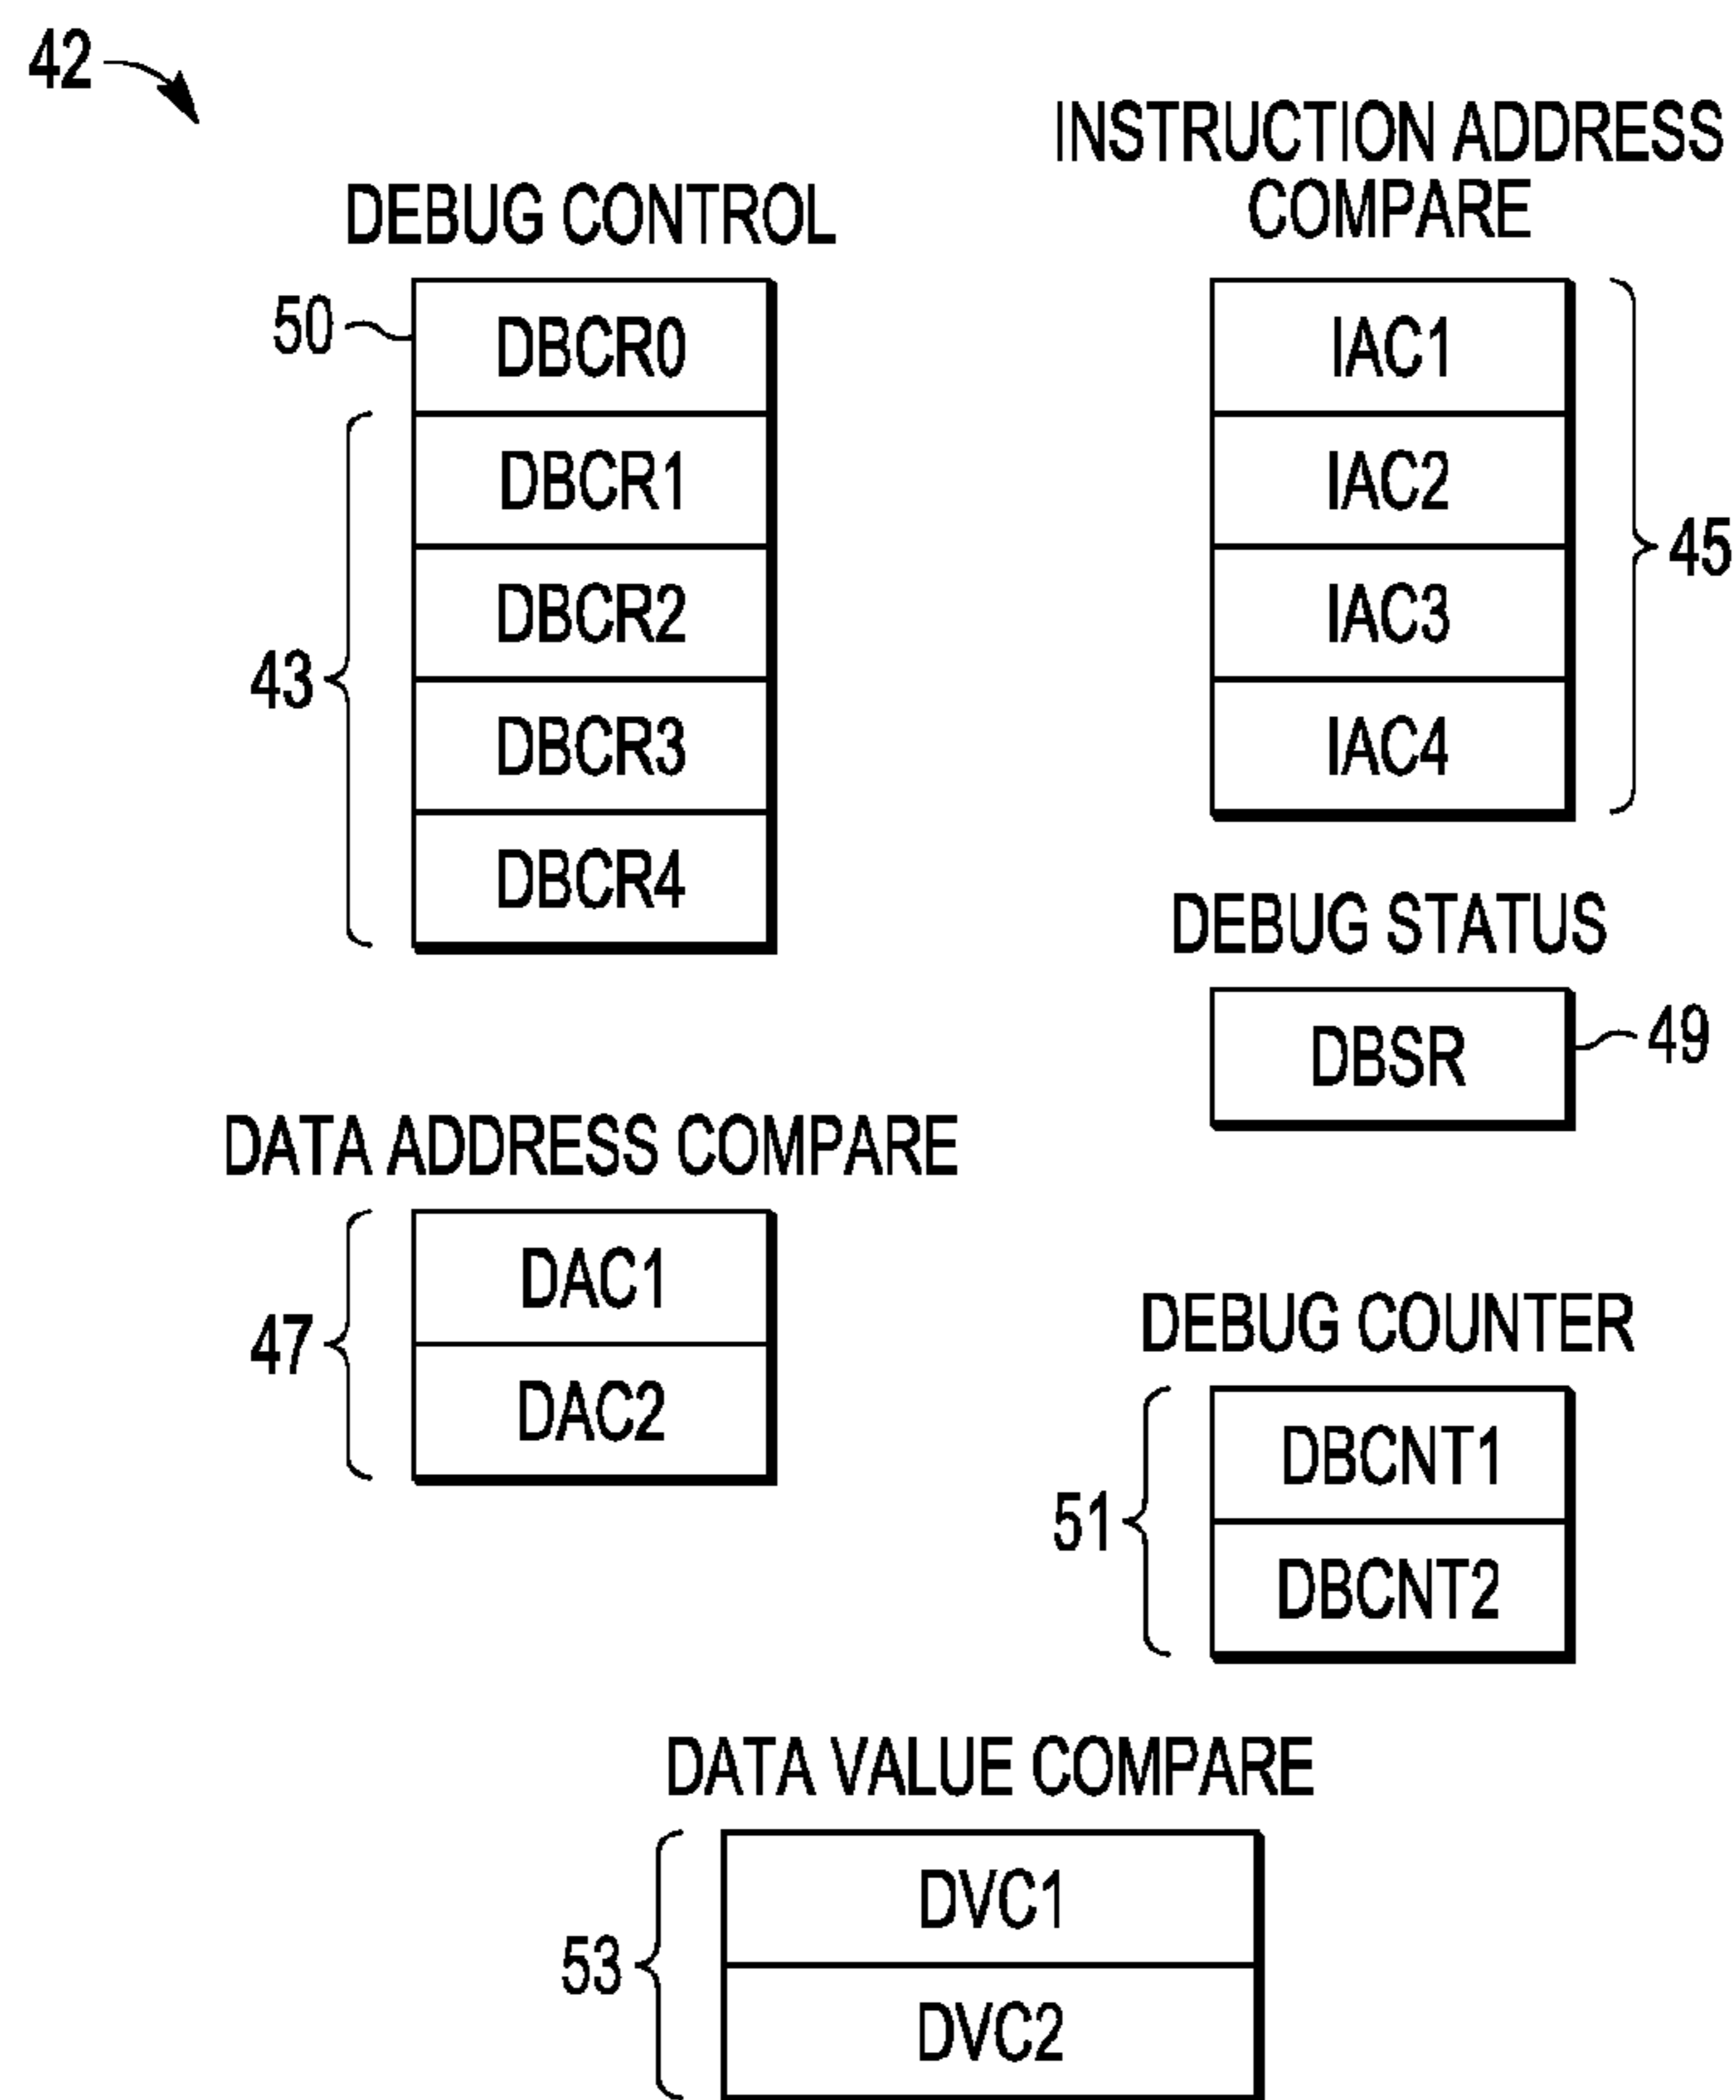 42
DEBUG CONTROL
50
DBCR0
DBCR1
DBCR2
DBCR3
DBCR4
43
INSTRUCTION ADDRESS
COMPARE
IAC1
IAC2
IAC3
IAC4
45
DEBUG STATUS
DBSR
49
DATA ADDRESS COMPARE
47
DAC1
DAC2
DEBUG COUNTER
51
DBCNT1
DBCNT2
DATA VALUE COMPARE
53
DVC1
DVC2